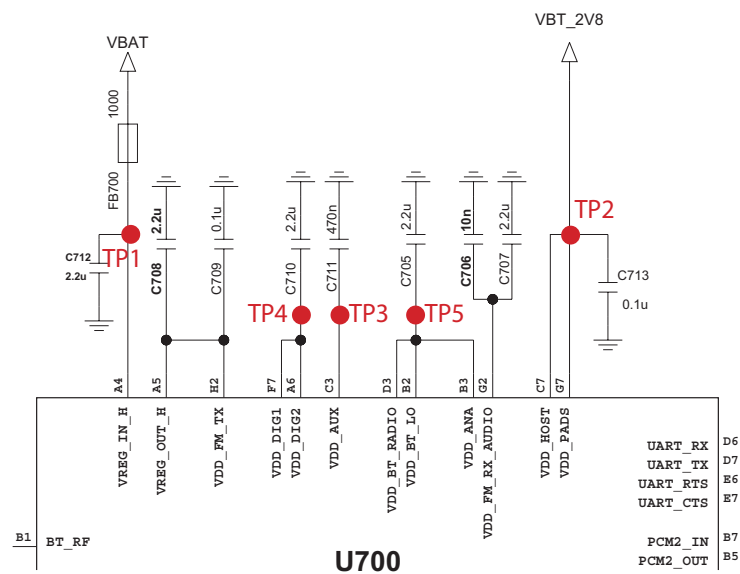 VBAT
VBT_2V8
1000
FB700
2.2u
C708
0.1u
C709
2.2u
C710
470n
C711
2.2u
C705
10n
C706
2.2u
C707
TP1
TP2
C712
2.2u
C713
0.1u
TP4
TP3
TP5
A4
A5
H2
F7
A6
C3
D3
B2
B3
G2
C7
G7
VREG_IN_H
VREG_OUT_H
VDD_FM_TX
VDD_DIG1
VDD_DIG2
VDD_AUX
VDD_BT_RADIO
VDD_BT_LO
VDD_ANA
VDD_FM_RX_AUDIO
VDD_HOST
VDD_PADS
UART_RX D6
UART_TX D7
UART_RTS E6
UART_CTS E7
B1 BT_RF
PCM2_IN B7
PCM2_OUT B5
U700